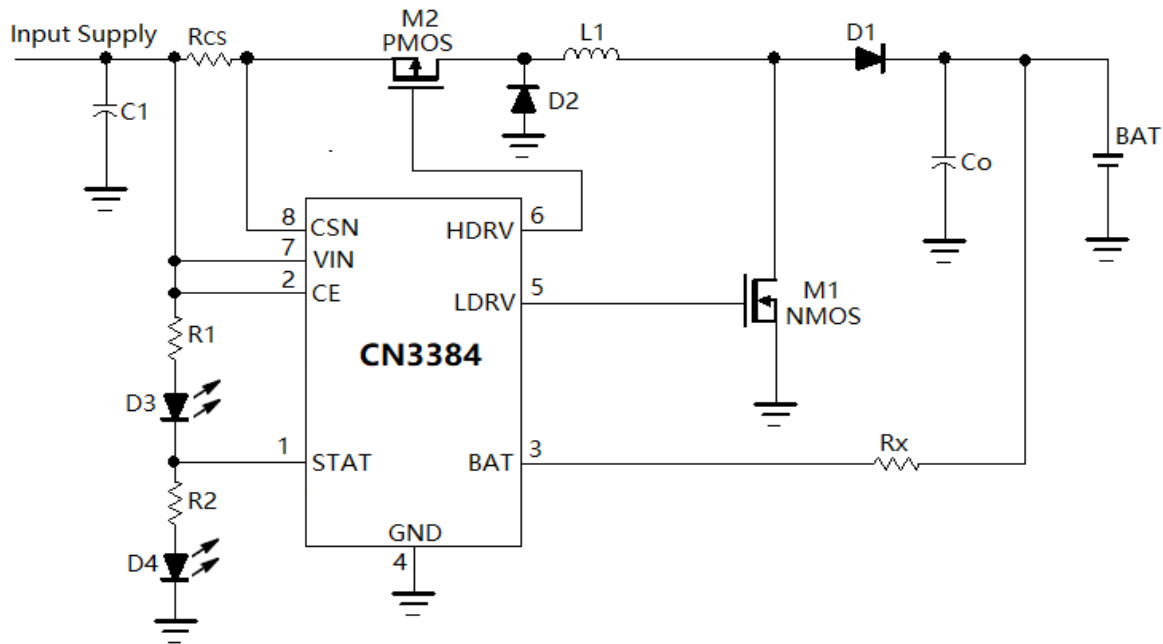 Input Supply
RCS
M2
PMOS
L1
D1
C1
D2
Co
BAT
8 CSN
HDRV 6
7 VIN
2 CE
LDRV 5
M1
NMOS
R1
CN3384
D3
1 STAT
BAT 3
Rx
R2
GND
4
D4